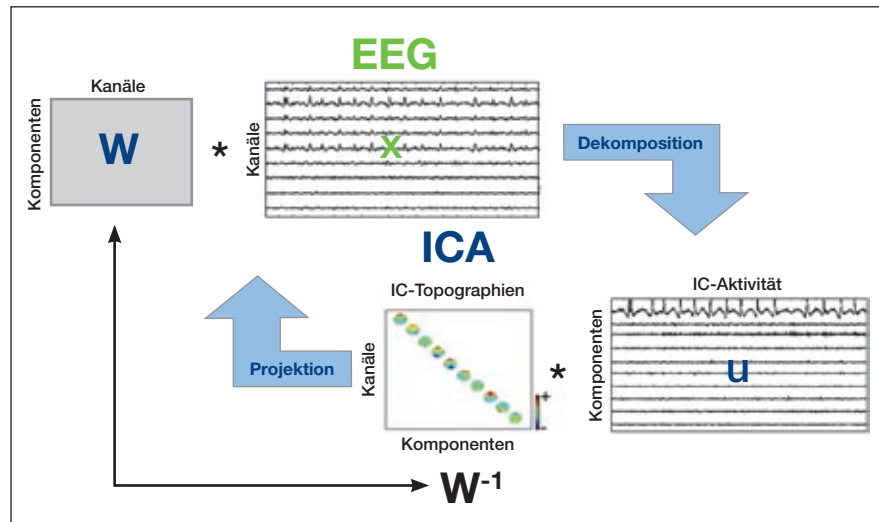 EEG
Kanäle
Komponenten
W
*
Kanäle
x
Dekomposition
ICA
IC-Topographien
IC-Aktivität
Projektion
Kanäle
+
–
*
Komponenten
u
Komponenten
W-1